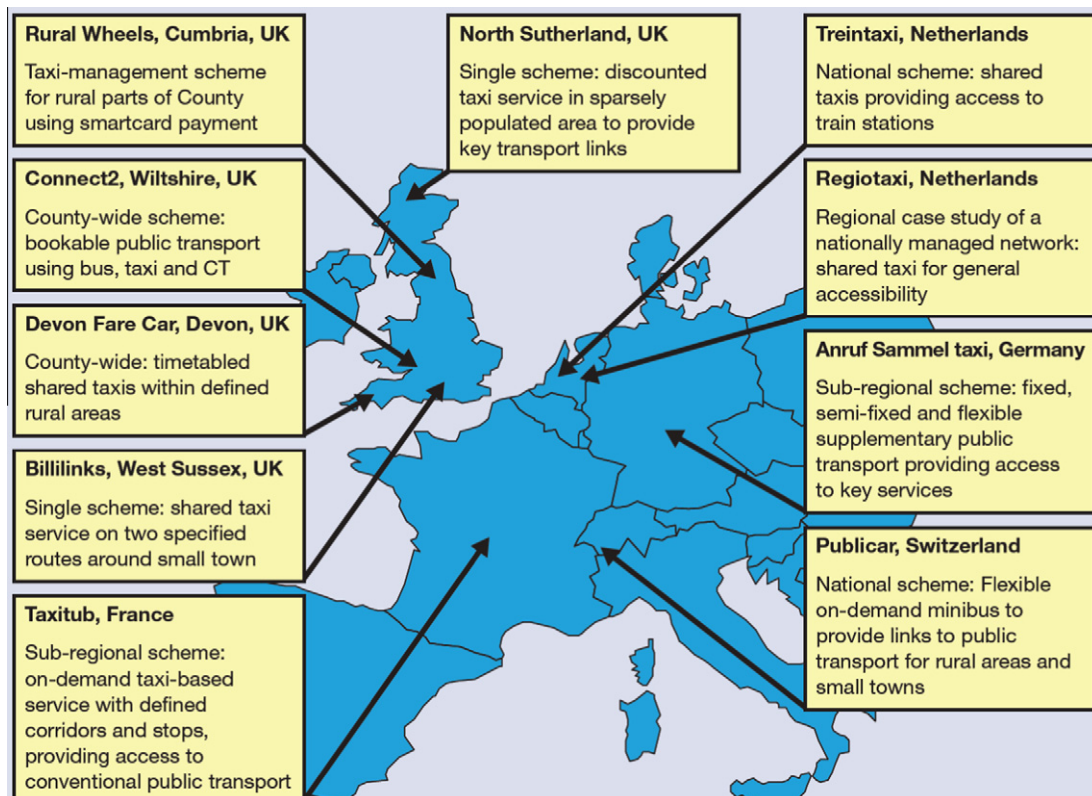 Rural Wheels, Cumbria, UK
Taxi-management scheme
for rural parts of County
using smartcard payment
Connect2, Wiltshire, UK
County-wide scheme:
bookable public transport
using bus, taxi and CT
Devon Fare Car, Devon, UK
County-wide: timetabled
shared taxis within defined
rural areas
Billilinks, West Sussex, UK
Single scheme: shared taxi
service on two specified
routes around small town
Taxitub, France
Sub-regional scheme:
on-demand taxi-based
service with defined
corridors and stops,
providing access to
conventional public transport
North Sutherland, UK
Single scheme: discounted
taxi service in sparsely
populated area to provide
key transport links
Treintaxi, Netherlands
National scheme: shared
taxis providing access to
train stations
Regiotaxi, Netherlands
Regional case study of a
nationally managed network:
shared taxi for general
accessibility
Anruf Sammel taxi, Germany
Sub-regional scheme: fixed,
semi-fixed and flexible
supplementary public
transport providing access
to key services
Publicar, Switzerland
National scheme: Flexible
on-demand minibus to
provide links to public
transport for rural areas and
small towns